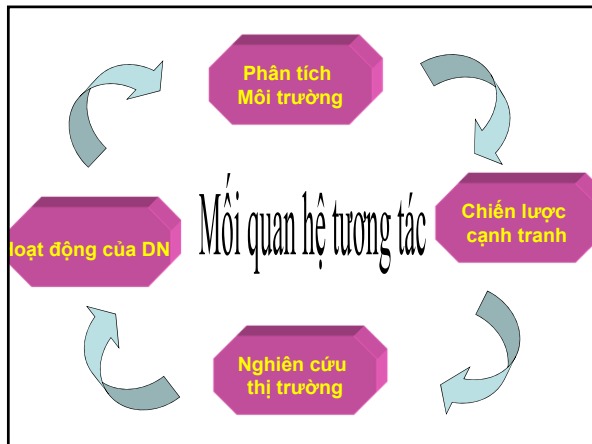 Phân tích
Môi trường
Chiến lược
cạnh tranh
Mối quan hệ tương tác
loạt động của DN
Nghiên cứu
thị trường